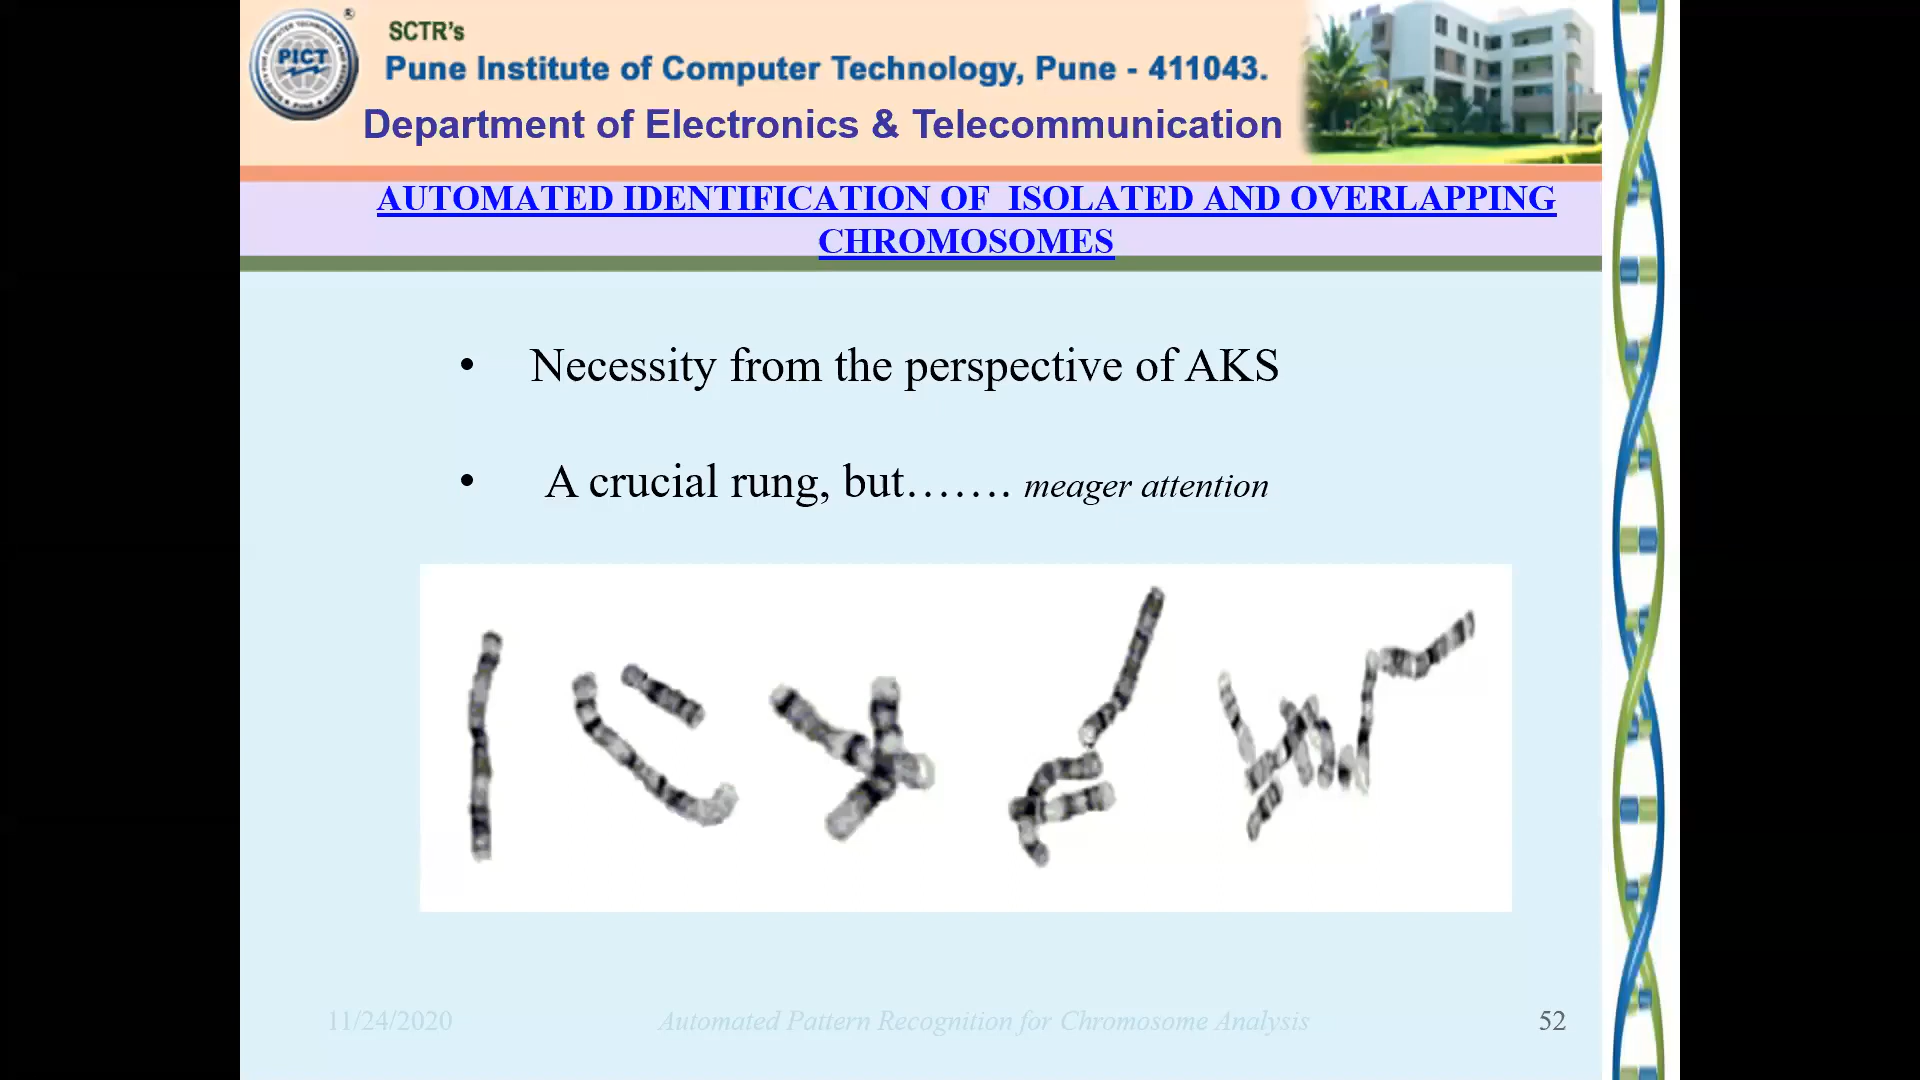 SCTR's
PICT
®
Pune Institute of Computer Technology, Pune - 411043.
Department of Electronics & Telecommunication
AUTOMATED IDENTIFICATION OF ISOLATED AND OVERLAPPING
CHROMOSOMES
• Necessity from the perspective of AKS
• A crucial rung, but……. meager attention
11/24/2020
Automated Pattern Recognition for Chromosome Analysis
52